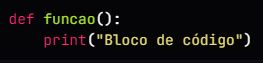 def funcao():
    print("Bloco de código")